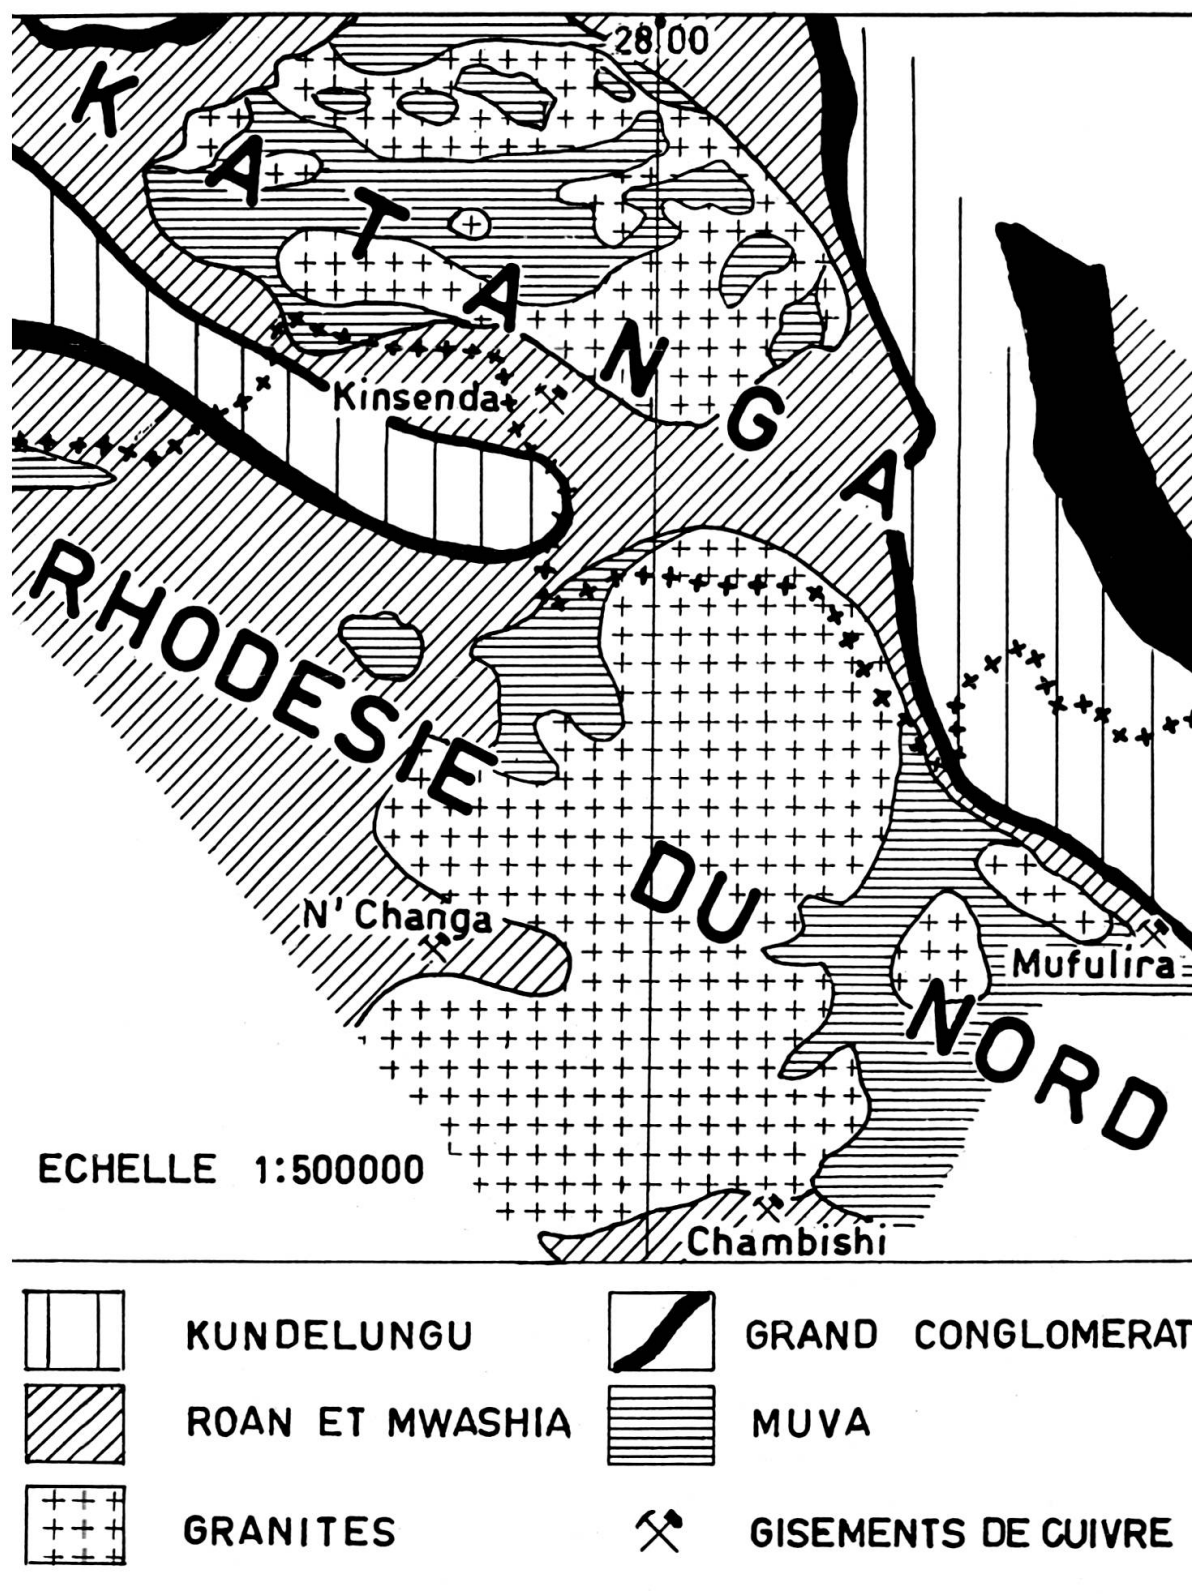 28°00
KATANGA
Kinsenda
RHODESIE DU NORD
N' Changa
Mufulira
ECHELLE 1:500000
Chambishi
KUNDELUNGU
GRAND CONGLOMERAT
ROAN ET MWASHIA
MUVA
GRANITES
GISEMENTS DE CUIVRE